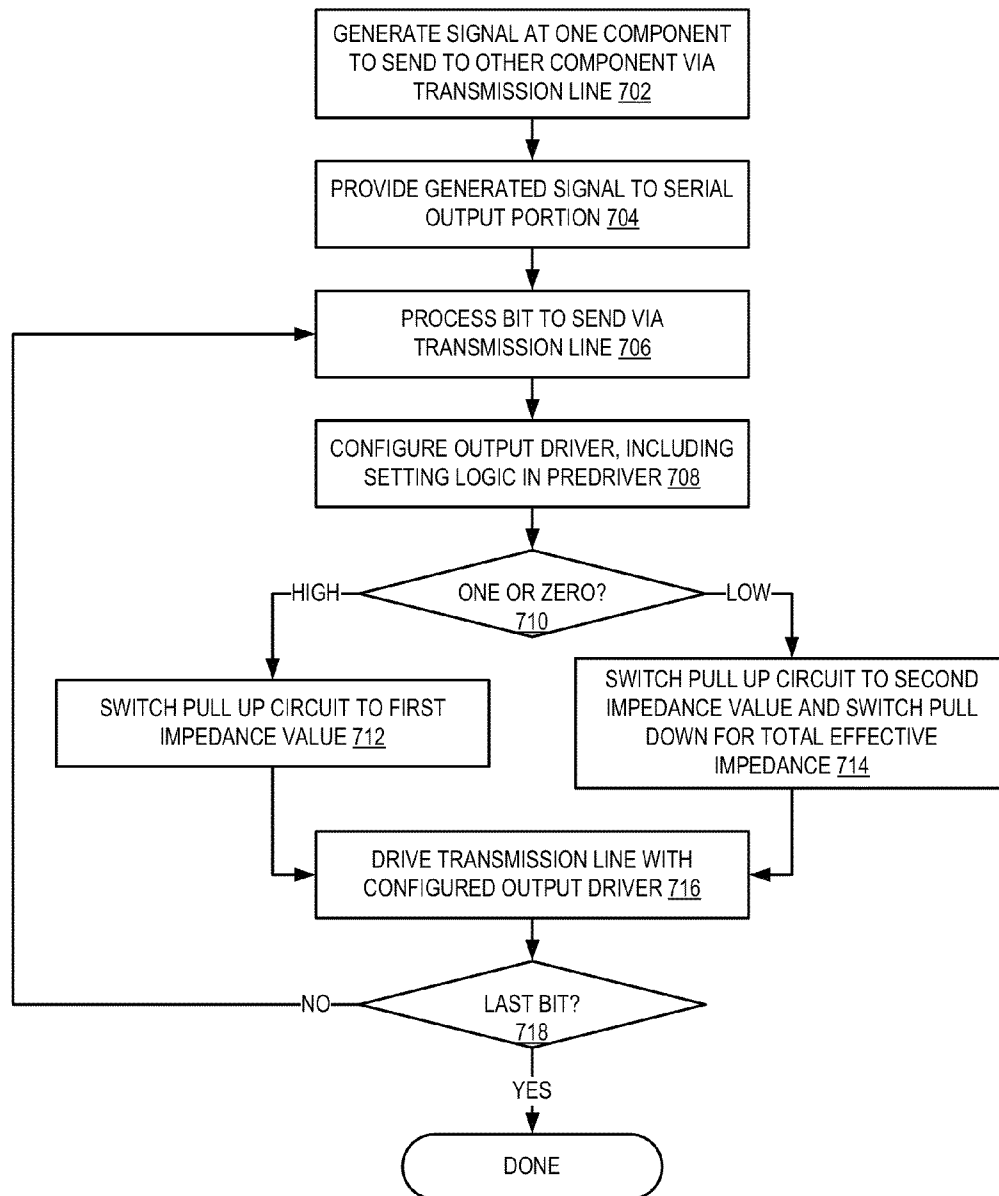 GENERATE SIGNAL AT ONE COMPONENT
TO SEND TO OTHER COMPONENT VIA
TRANSMISSION LINE 702
PROVIDE GENERATED SIGNAL TO SERIAL
OUTPUT PORTION 704
PROCESS BIT TO SEND VIA
TRANSMISSION LINE 706
CONFIGURE OUTPUT DRIVER, INCLUDING
SETTING LOGIC IN PREDRIVER 708
HIGH
ONE OR ZERO?
710
LOW
SWITCH PULL UP CIRCUIT TO FIRST
IMPEDANCE VALUE 712
SWITCH PULL UP CIRCUIT TO SECOND
IMPEDANCE VALUE AND SWITCH PULL
DOWN FOR TOTAL EFFECTIVE
IMPEDANCE 714
DRIVE TRANSMISSION LINE WITH
CONFIGURED OUTPUT DRIVER 716
NO
LAST BIT?
718
YES
DONE